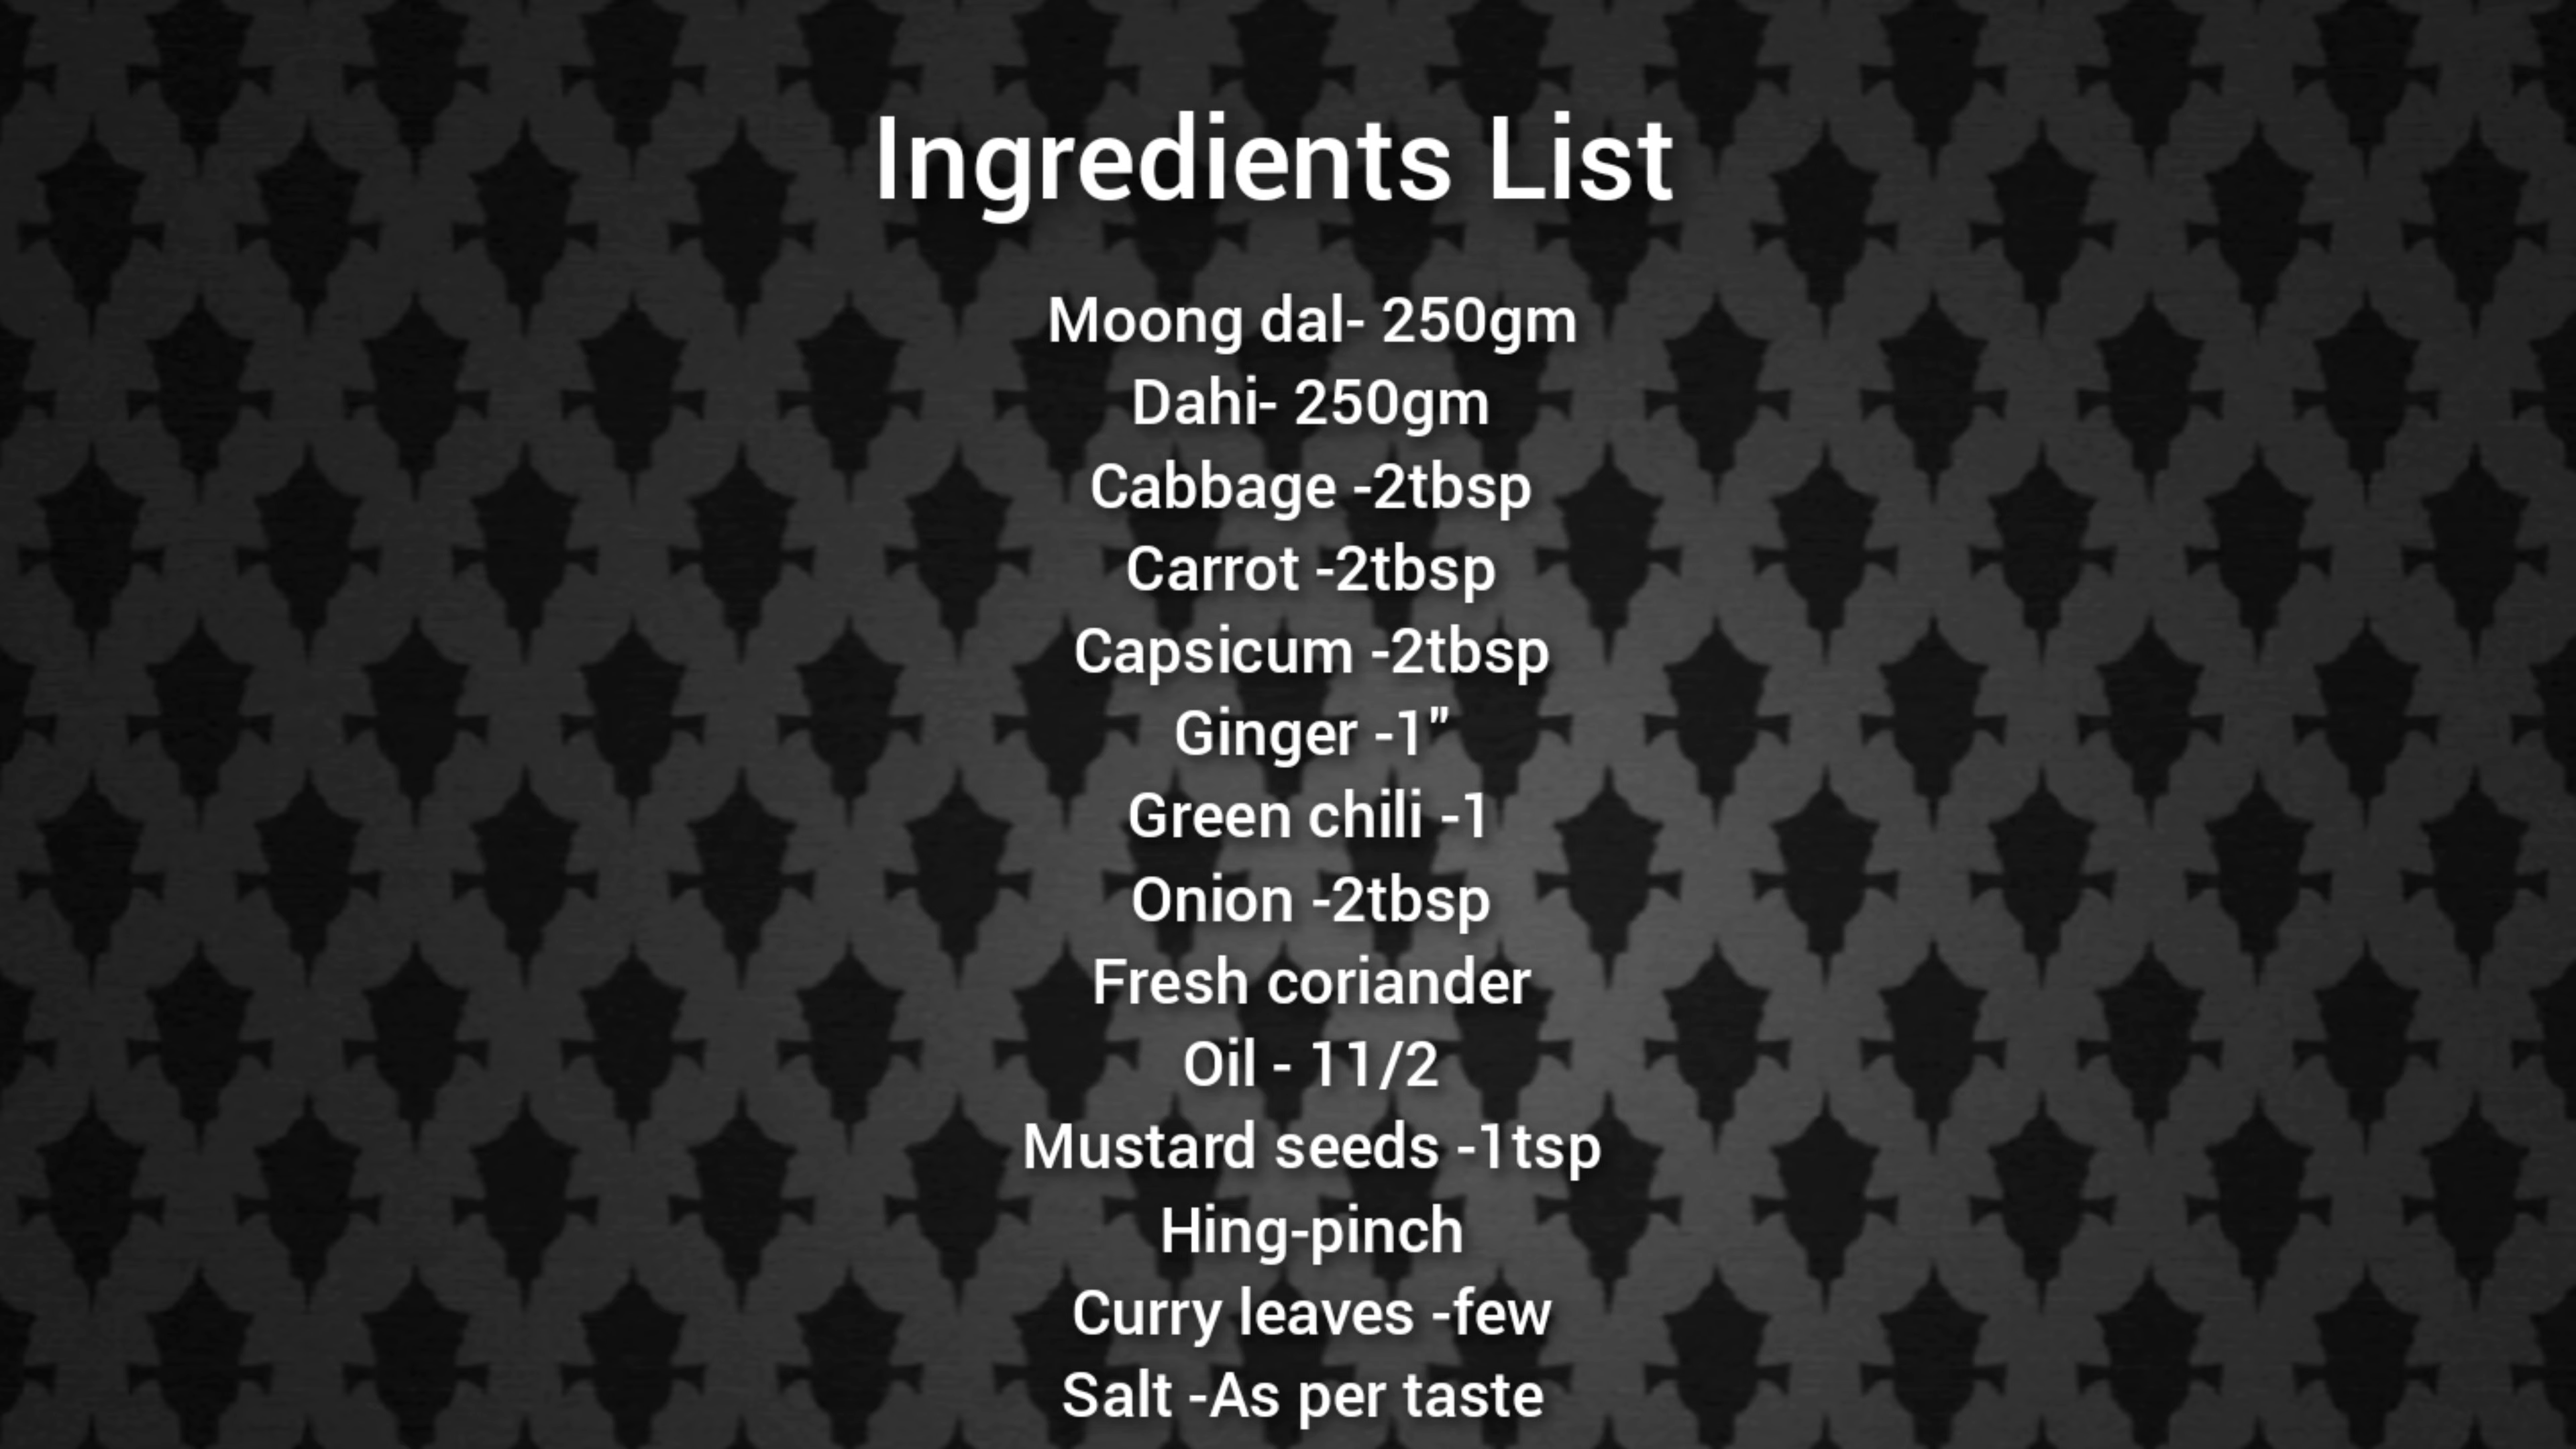 Ingredients List
Moong dal- 250gm
Dahi- 250gm
Cabbage -2tbsp
Carrot -2tbsp
Capsicum -2tbsp
Ginger -1"
Green chili -1
Onion -2tbsp
Fresh coriander
Oil - 11/2
Mustard seeds -1tsp
Hing-pinch
Curry leaves -few
Salt -As per taste